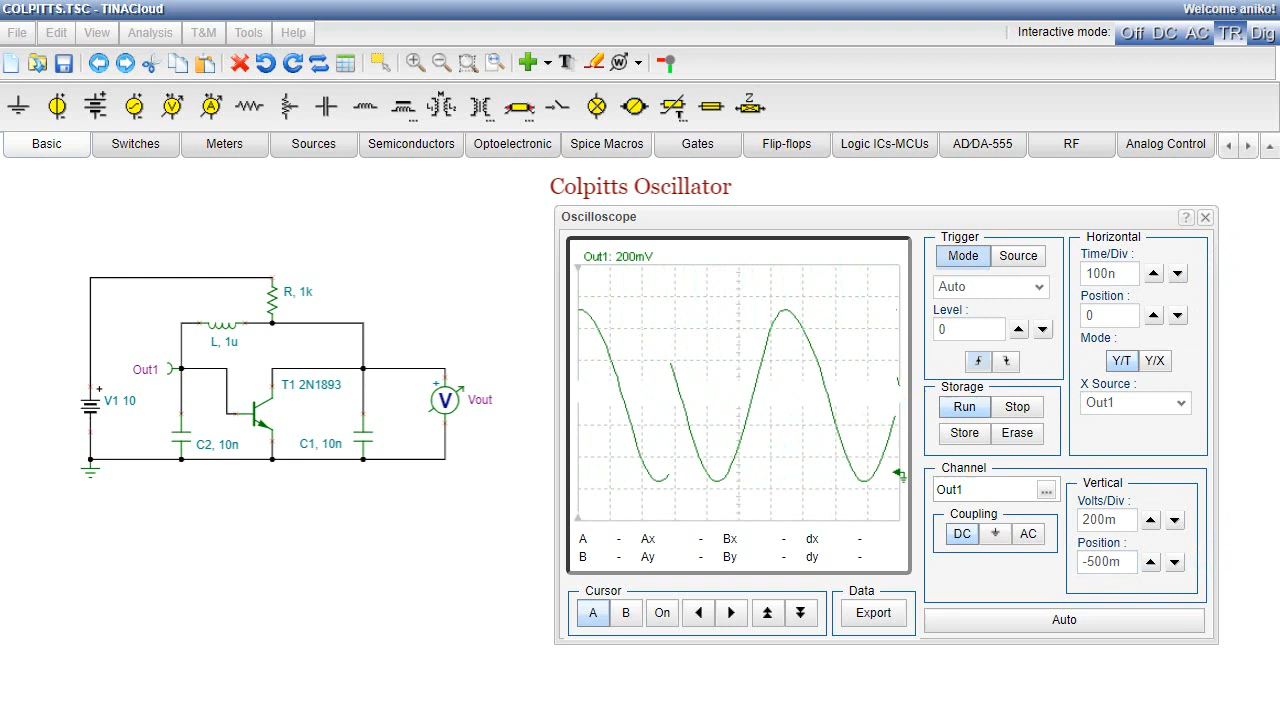 COLPITTS.TSC - TINACloud Welcome aniko!
File Edit View Analysis T&M Tools Help Interactive mode: Off DC AC TR Dig
Basic Switches Meters Sources Semiconductors Optoelectronic Spice Macros Gates Flip-flops Logic ICs-MCUs AD/DA-555 RF Analog Control
Colpitts Oscillator
Oscilloscope
Out1: 200mV
A - Ax - Bx - dx -
B - Ay - By - dy -
Cursor
A B On
Data
Export
Trigger
Mode Source
Auto
Level :
0
Storage
Run Stop
Store Erase
Horizontal
Time/Div :
100n
Position :
0
Mode :
Y/T Y/X
X Source :
Out1
Channel
Out1 ...
Coupling
DC AC
Vertical
Volts/Div :
200m
Position :
-500m
Auto
R, 1k
L, 1u
Out1
T1 2N1893
V1 10
+
C2, 10n
C1, 10n
+
V
Vout